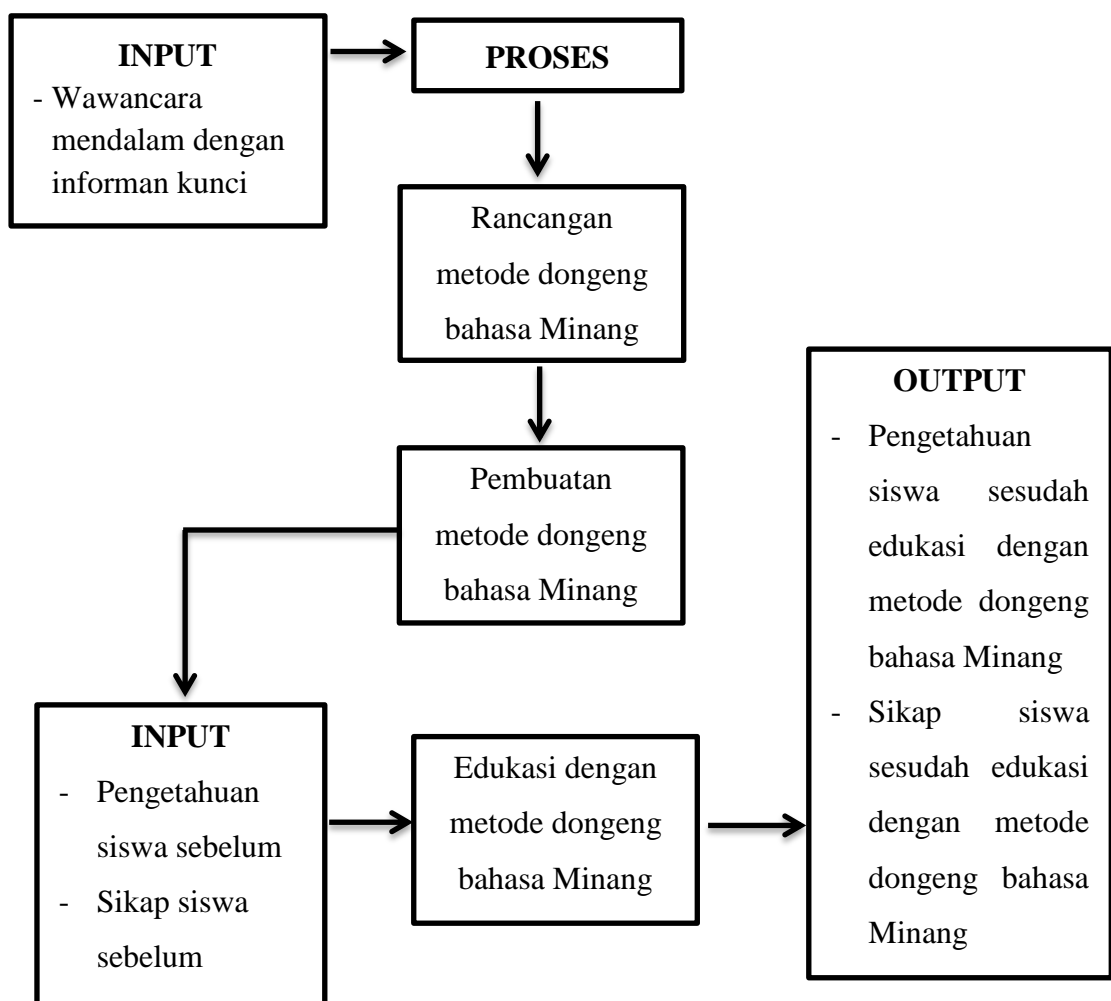 INPUT
- Wawancara
mendalam dengan
informan kunci
PROSES
Rancangan
metode dongeng
bahasa Minang
Pembuatan
metode dongeng
bahasa Minang
INPUT
- Pengetahuan
siswa sebelum
- Sikap siswa
sebelum
Edukasi dengan
metode dongeng
bahasa Minang
OUTPUT
- Pengetahuan
siswa sesudah
edukasi dengan
metode dongeng
bahasa Minang
- Sikap siswa
sesudah edukasi
dengan metode
dongeng bahasa
Minang